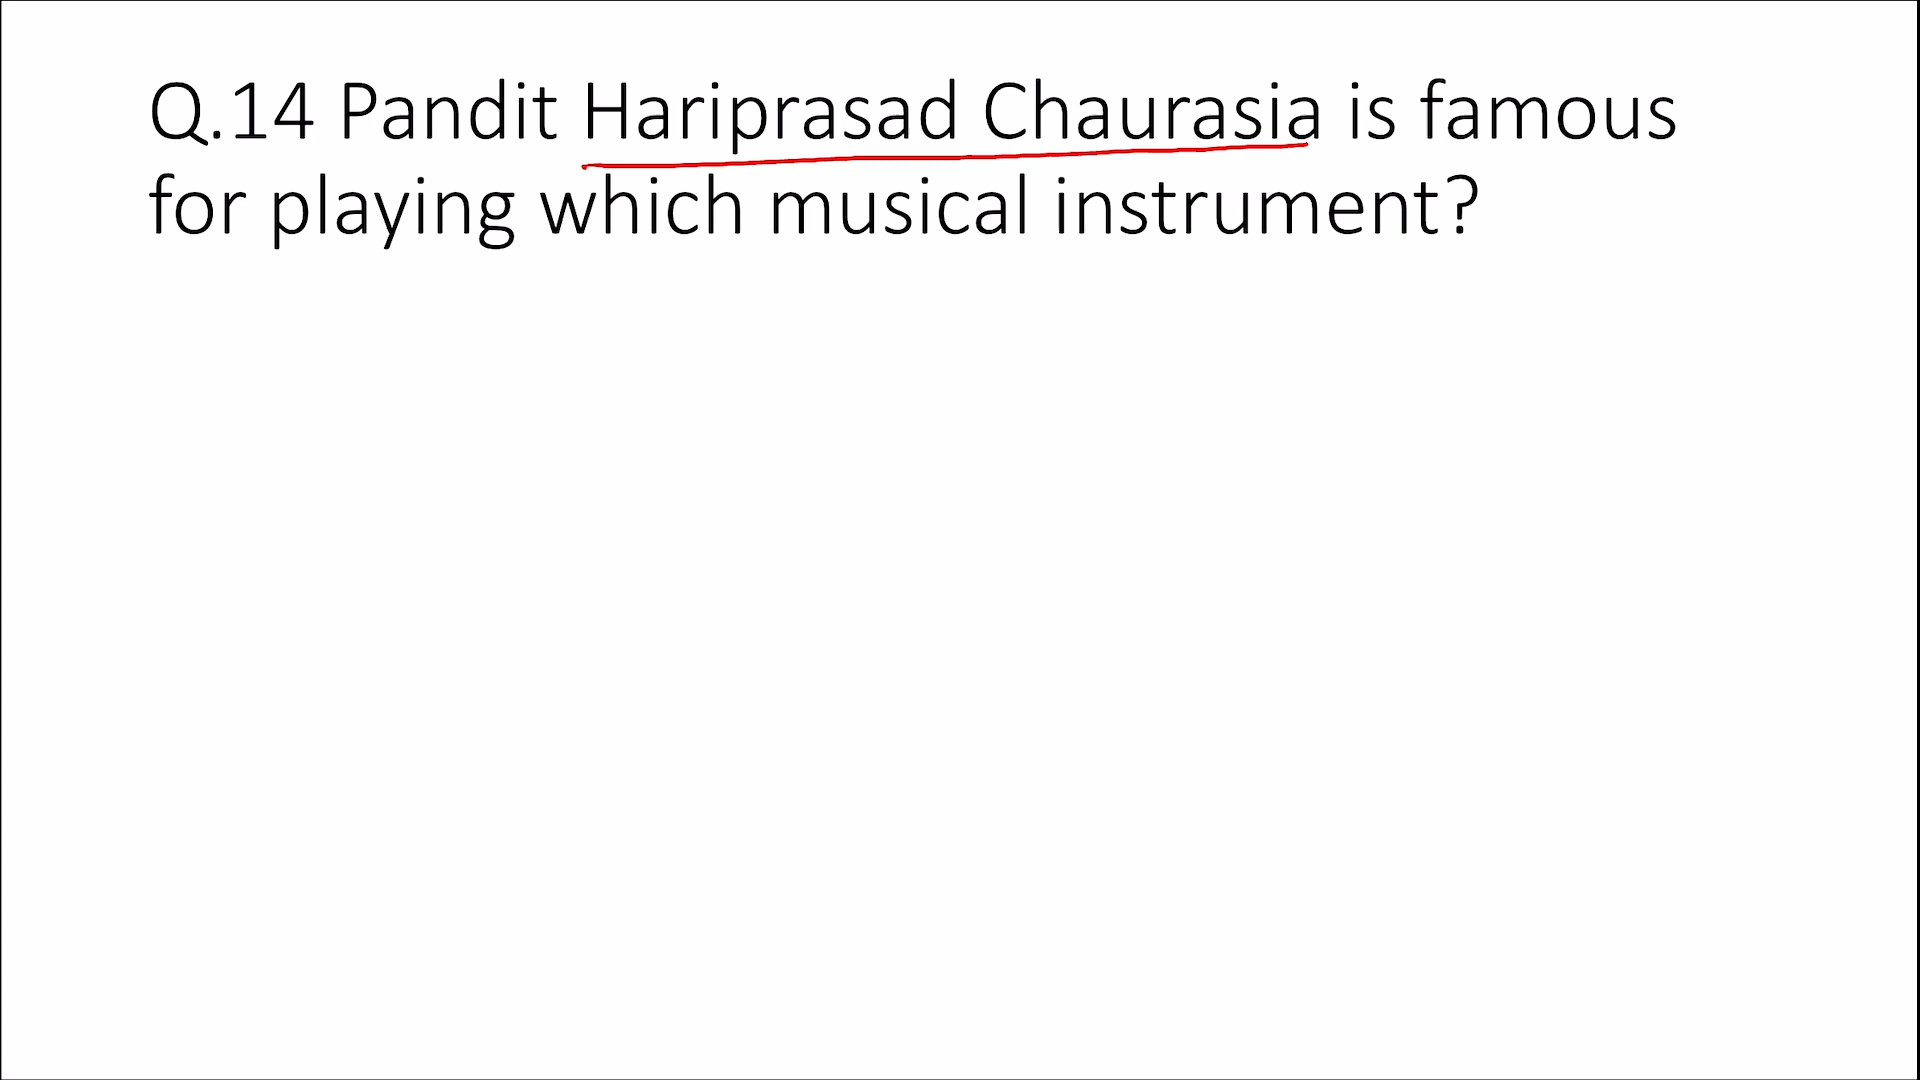 Q.14 Pandit Hariprasad Chaurasia is famous
for playing which musical instrument?